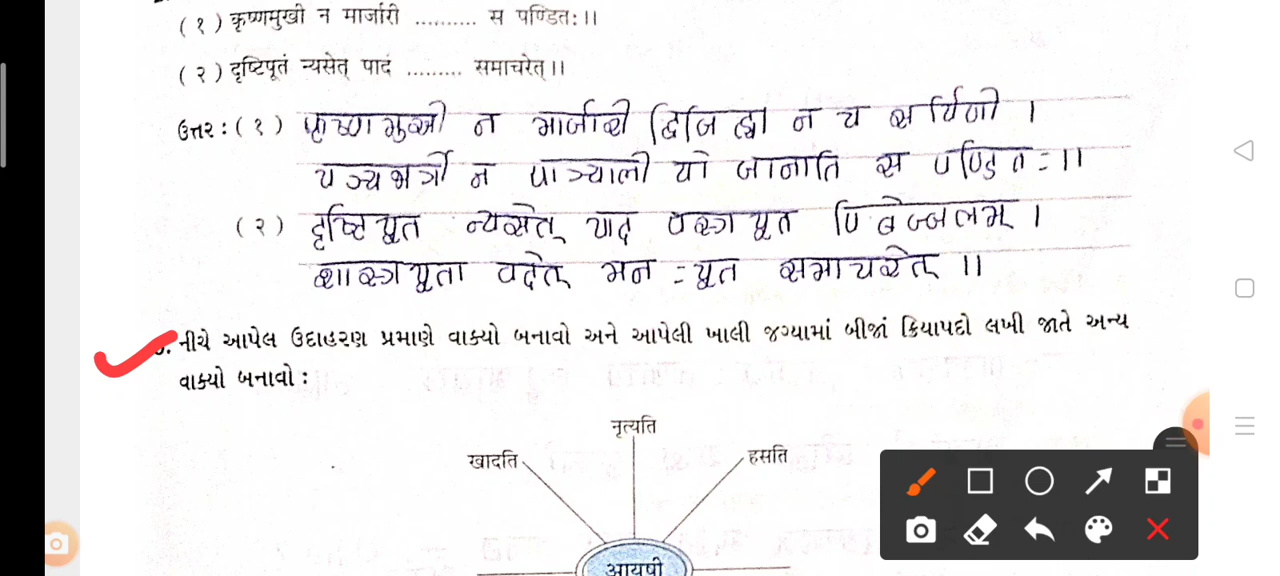 (१) कृष्णमुखी न मार्जारी .......... स पण्डितः।।
(२) दृष्टिपूतं न्यसेत् पादं ......... समाचरेत्।।
ઉત્તર : (१) कृष्णमुखी न मार्जारी द्विजिह्वा न च सर्पिणी ।
पञ्चभर्त्री न पाञ्चाली यो जानाति स पण्डितः ।।
(२) दृष्टिपूत न्यसेत् पाद वस्त्रपूत पिबेज्जलम् ।
शास्त्रपूता वदेत् मनःपूत समाचरेत् ।।
નીચે આપેલ ઉદાહરણ પ્રમાણે વાક્યો બનાવો અને આપેલી ખાલી જગ્યામાં બીજાં ક્રિયાપદો લખી જાતે અન્ય
વાક્યો બનાવો :
नृत्यति
खादति हसति